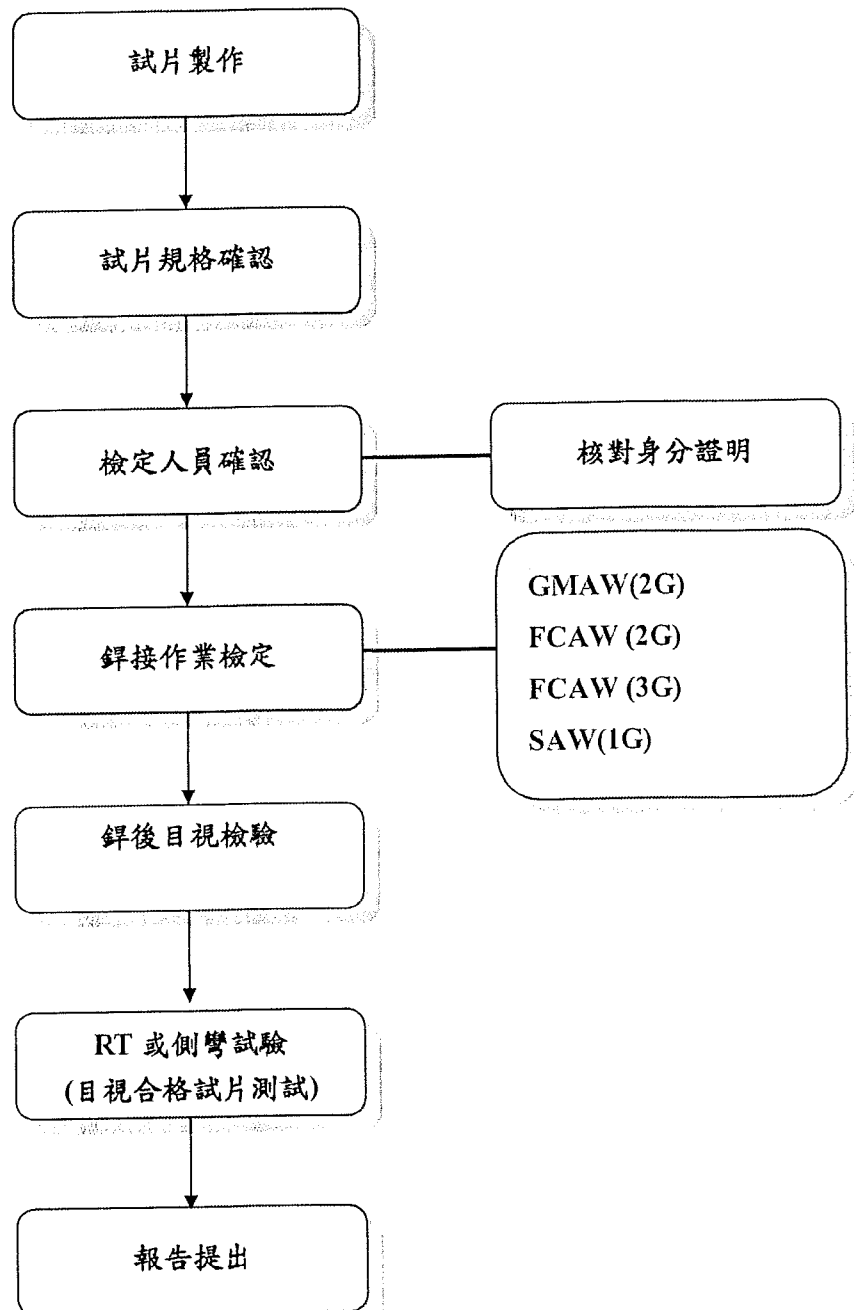 試片製作
試片規格確認
檢定人員確認
核對身分證明
銲接作業檢定
GMAW(2G)
FCAW (2G)
FCAW (3G)
SAW(1G)
銲後目視檢驗
RT 或側彎試驗
(目視合格試片測試)
報告提出